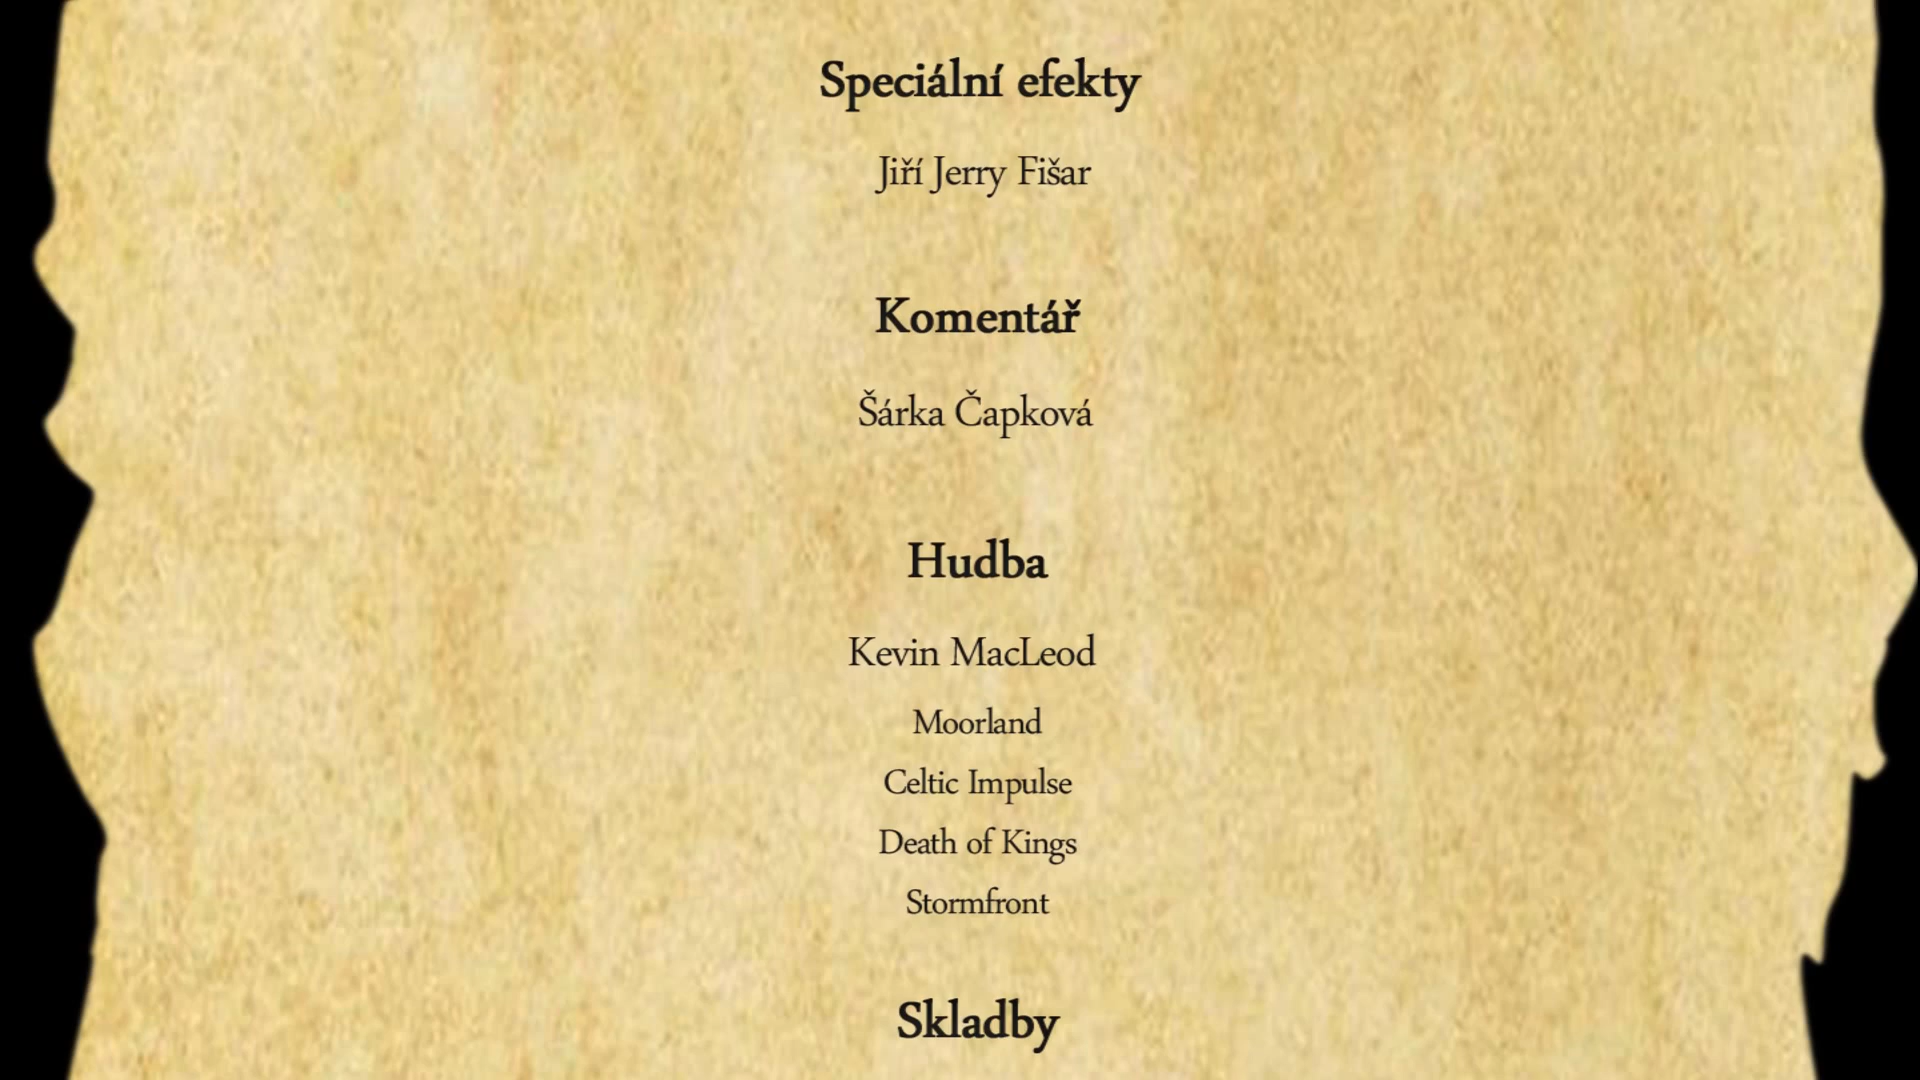 Speciální efekty
Jiří Jerry Fišar
Komentář
Šárka Čapková
Hudba
Kevin MacLeod
Moorland
Celtic Impulse
Death of Kings
Stormfront
Skladby